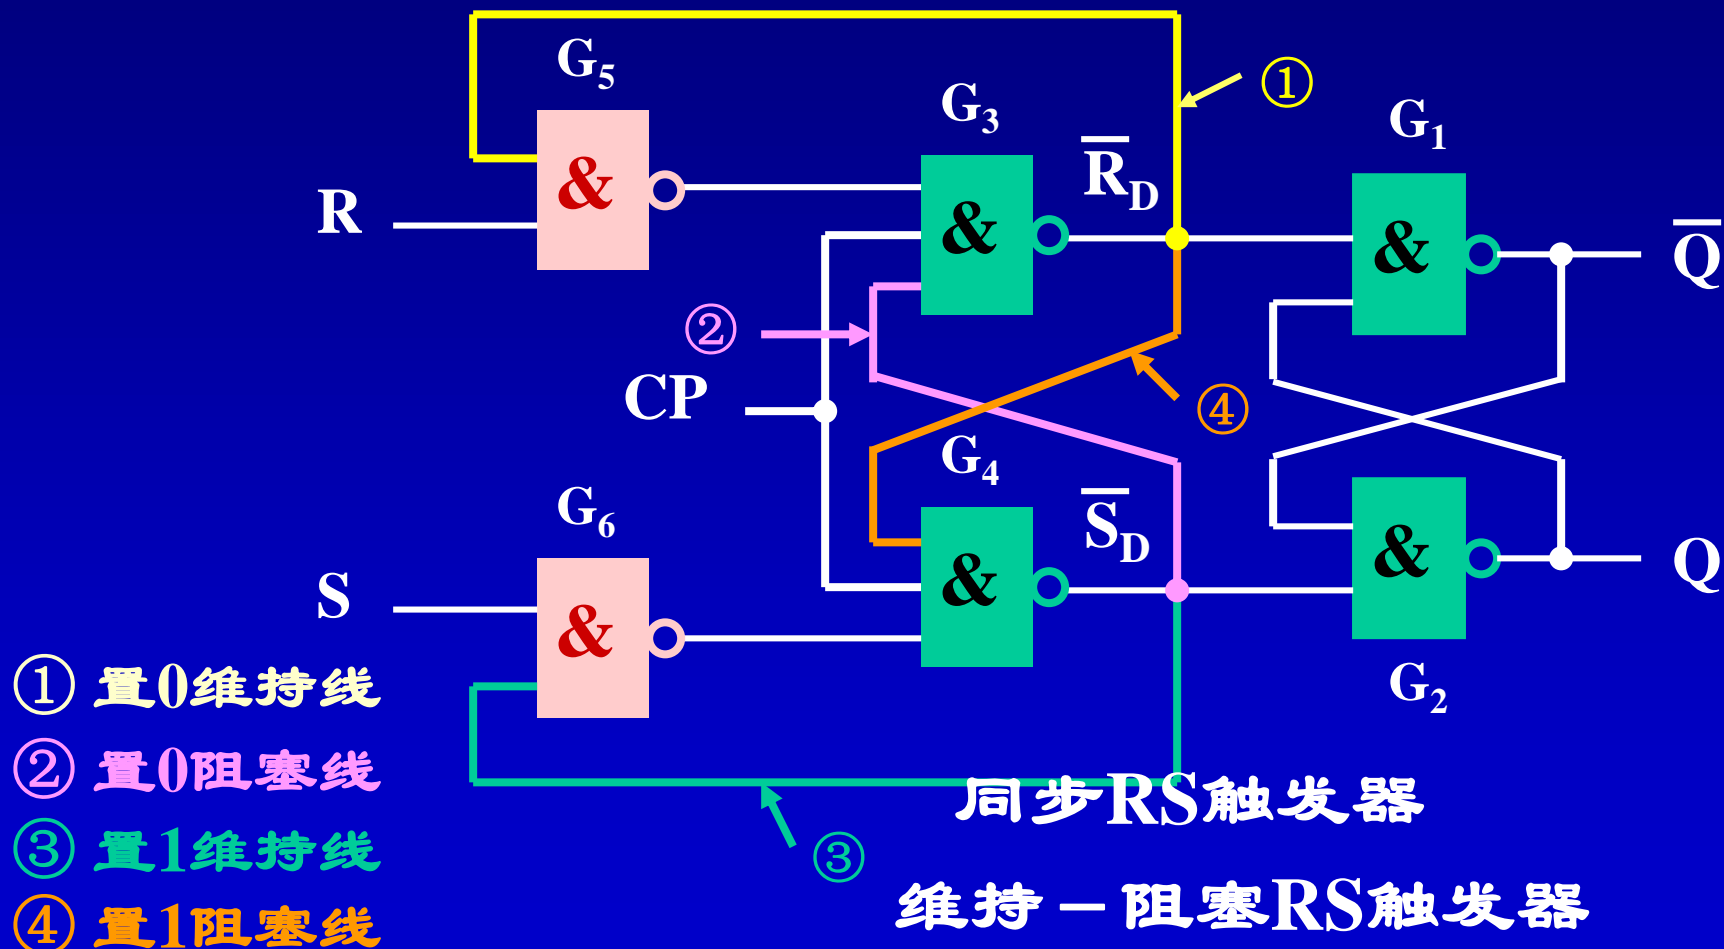 G5
①
G3
G1
R̅D
&
R
&
&
Q̅
②
CP
④
G4
G6
S̅D
&
&
Q
S
&
① 置0维持线
G2
② 置0阻塞线
同步RS触发器
③ 置1维持线
③
④ 置1阻塞线
维持－阻塞RS触发器